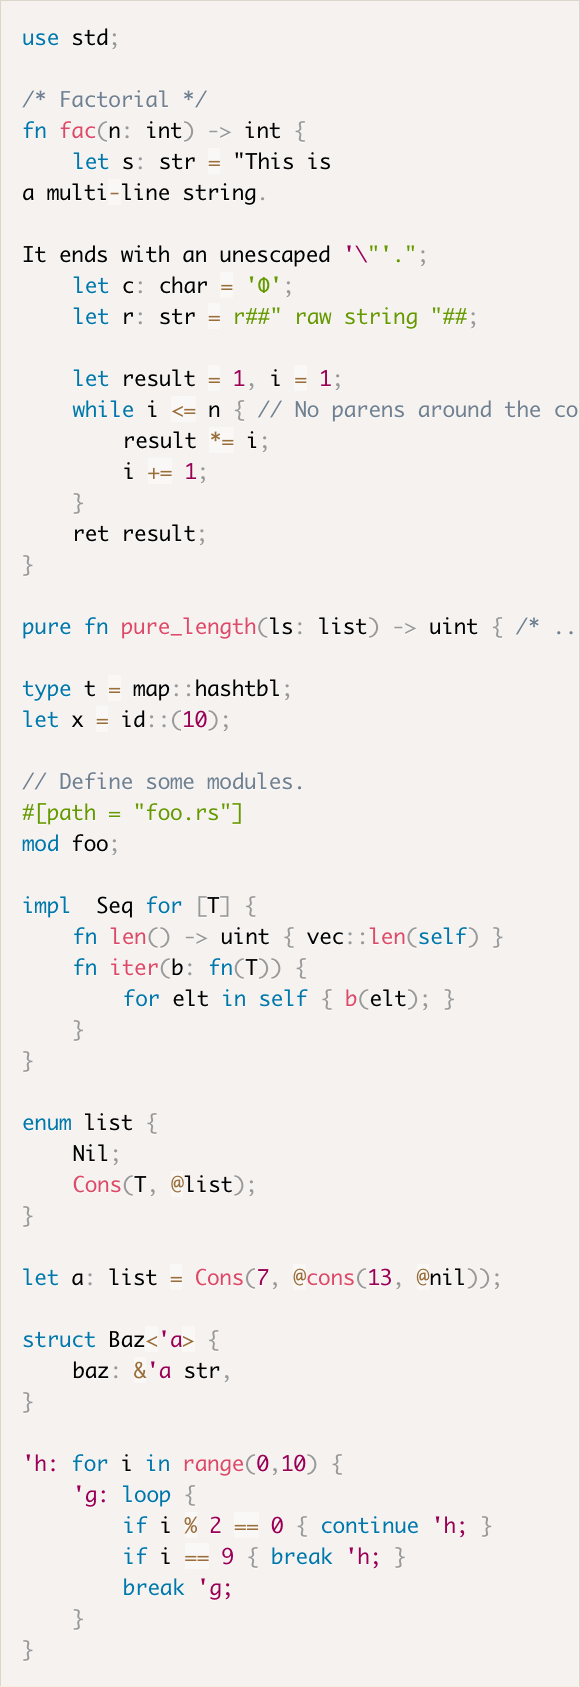 use std;

/* Factorial */
fn fac(n: int) -> int {
    let s: str = "This is
a multi-line string.

It ends with an unescaped '\"'.";
    let c: char = 'Φ';
    let r: str = r##" raw string "##;

    let result = 1, i = 1;
    while i <= n { // No parens around the co
        result *= i;
        i += 1;
    }
    ret result;
}

pure fn pure_length(ls: list) -> uint { /* ..

type t = map::hashtbl;
let x = id::(10);

// Define some modules.
#[path = "foo.rs"]
mod foo;

impl  Seq for [T] {
    fn len() -> uint { vec::len(self) }
    fn iter(b: fn(T)) {
        for elt in self { b(elt); }
    }
}

enum list {
    Nil;
    Cons(T, @list);
}

let a: list = Cons(7, @cons(13, @nil));

struct Baz<'a> {
    baz: &'a str,
}

'h: for i in range(0,10) {
    'g: loop {
        if i % 2 == 0 { continue 'h; }
        if i == 9 { break 'h; }
        break 'g;
    }
}